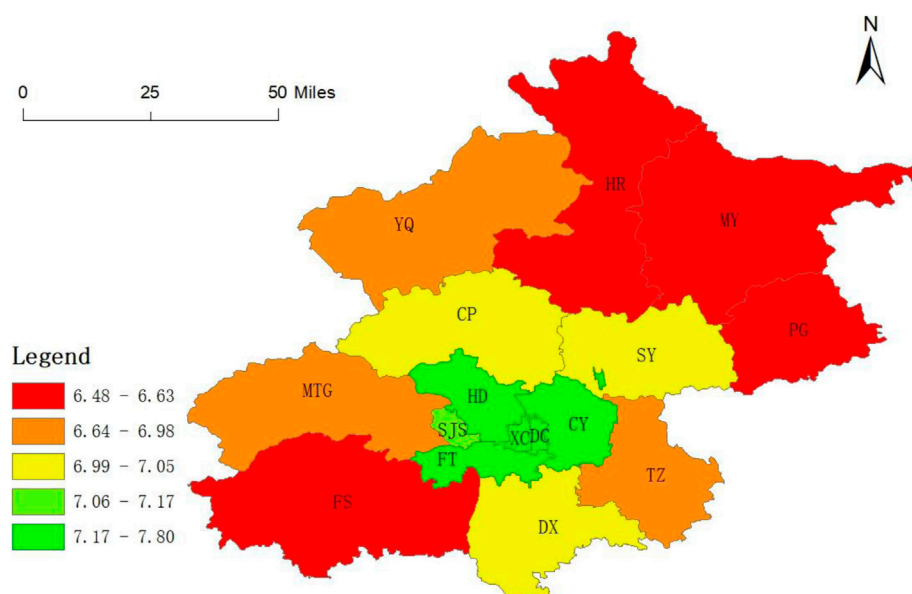 N
0 25 50 Miles
HR
MY
YQ
CP
PG
SY
Legend
6.48 - 6.63
6.64 - 6.98
6.99 - 7.05
7.06 - 7.17
7.17 - 7.80
MTG
HD
SJS
XC
DC
CY
FT
TZ
FS
DX